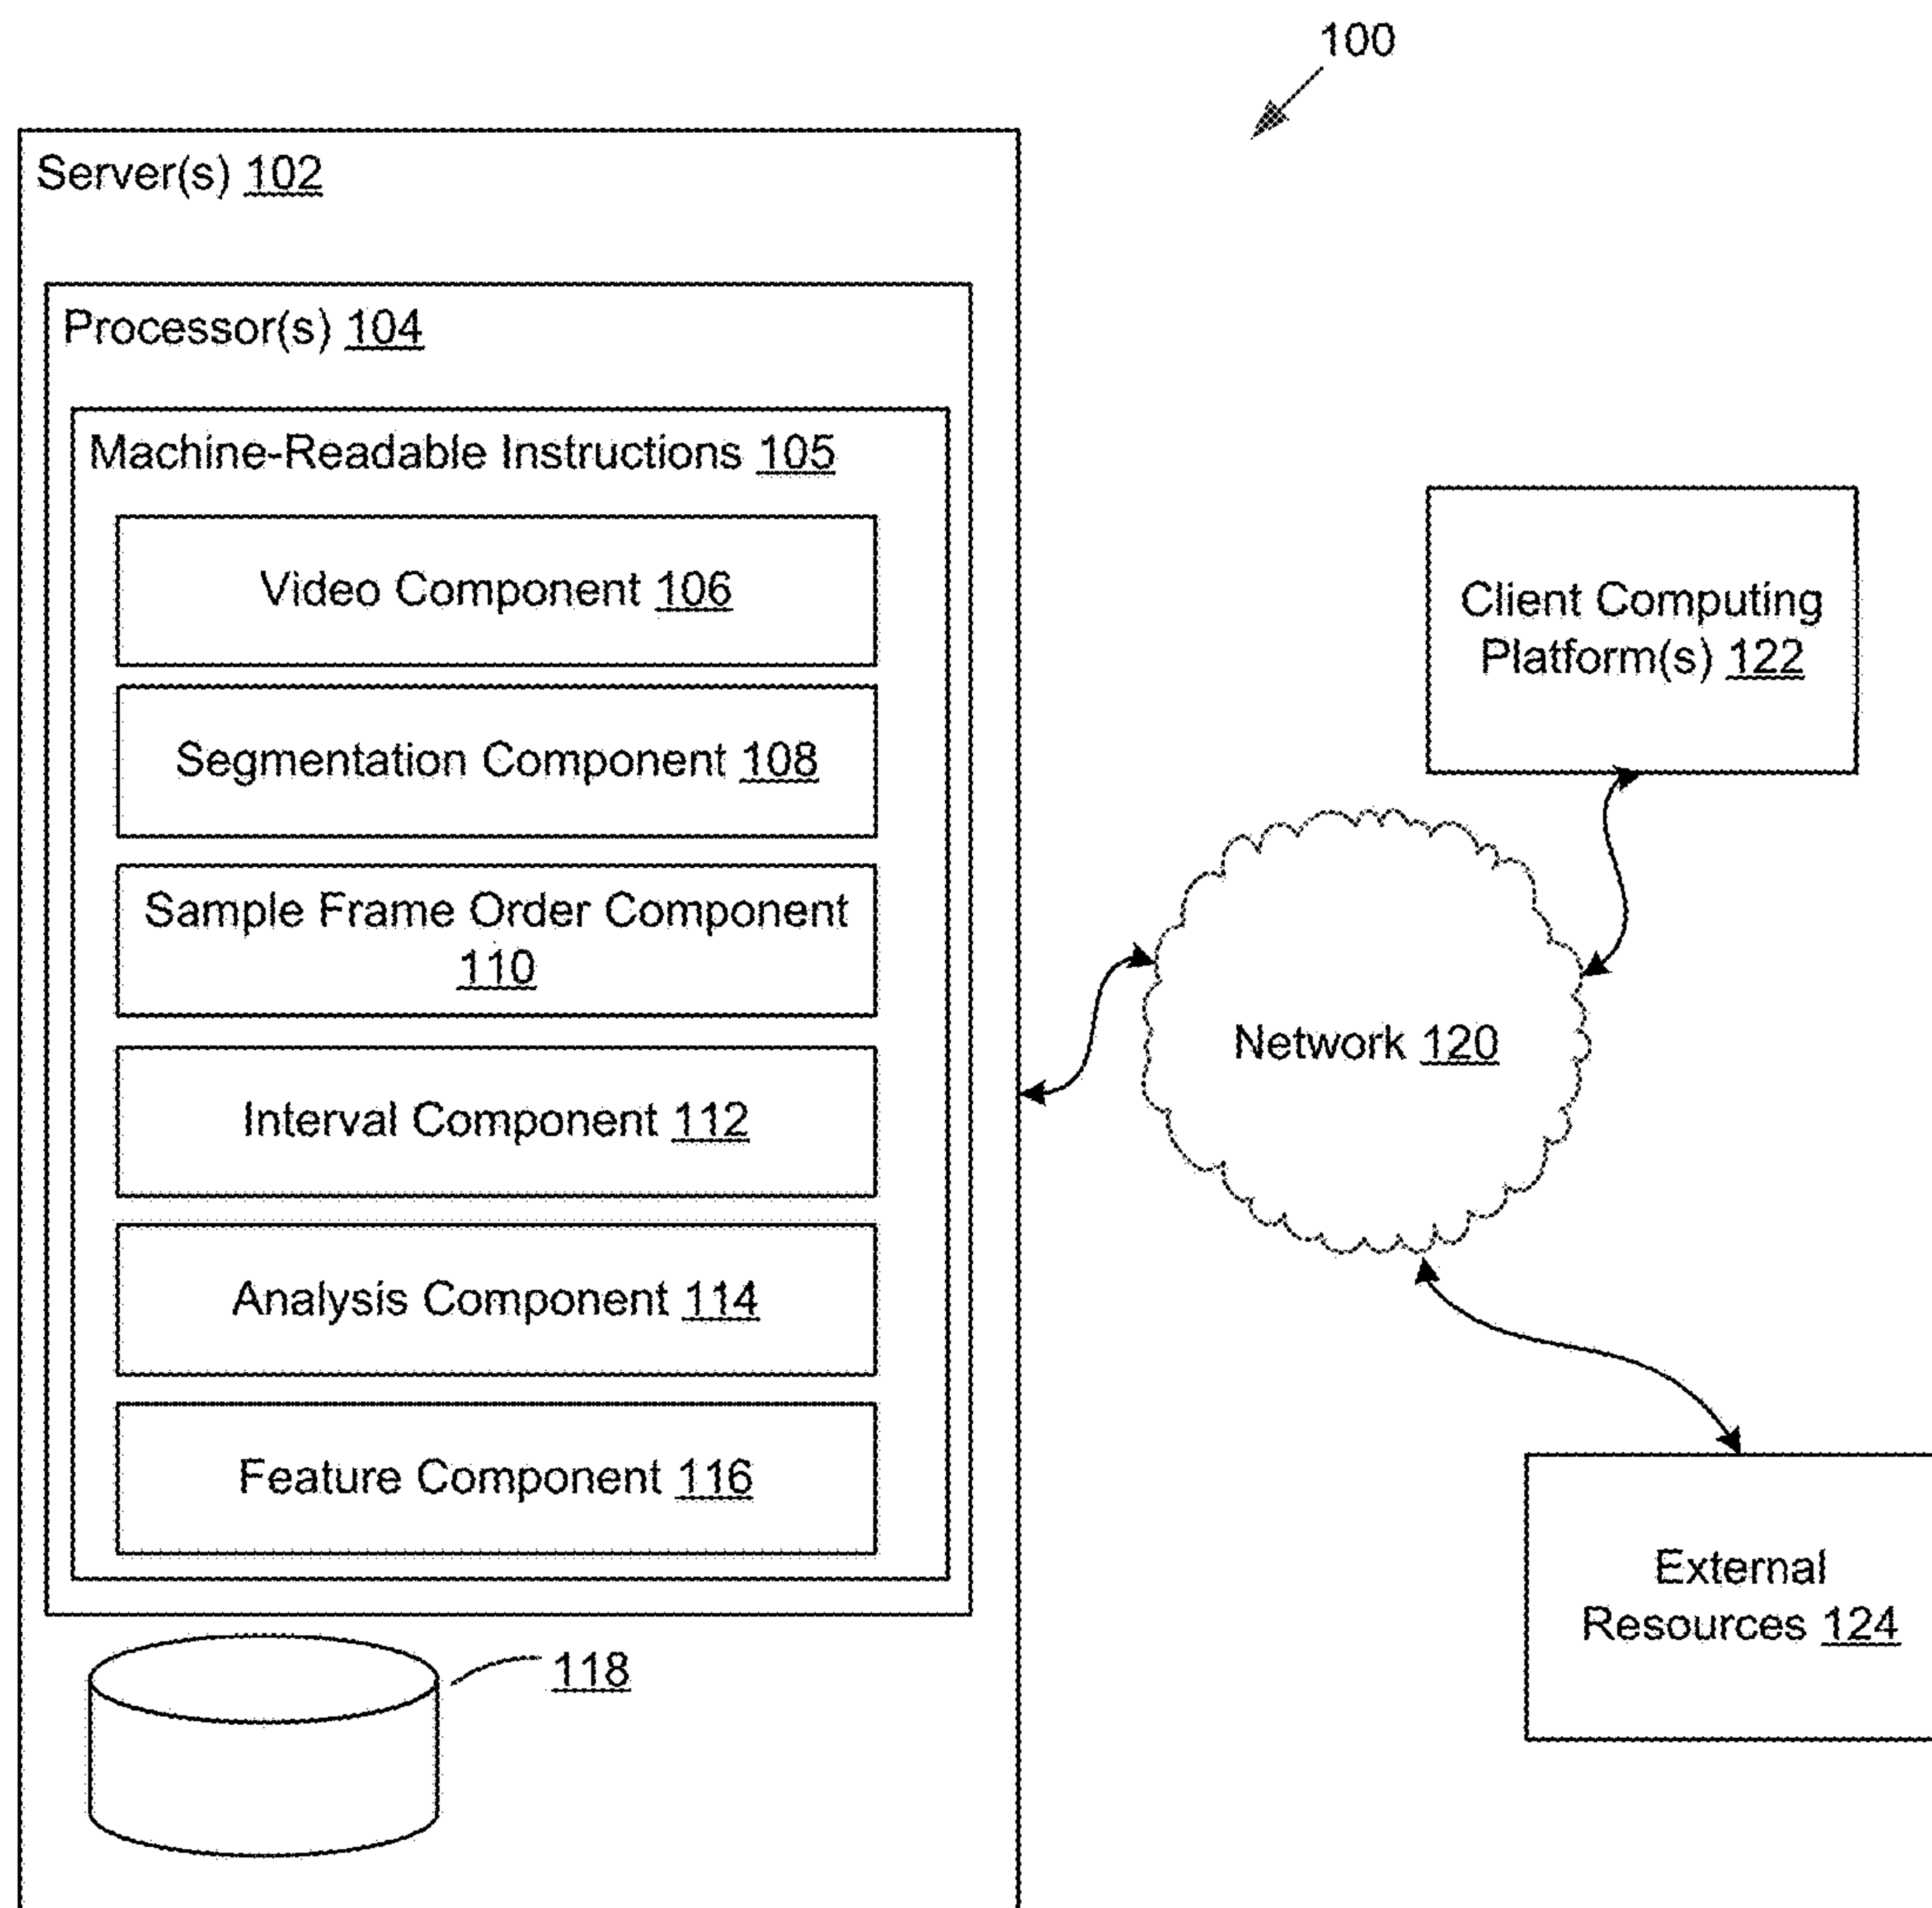 100
Server(s) 102
Processor(s) 104
Machine-Readable Instructions 105
Video Component 106
Segmentation Component 108
Sample Frame Order Component
110
Interval Component 112
Analysis Component 114
Feature Component 116
118
Client Computing
Platform(s) 122
Network 120
External
Resources 124